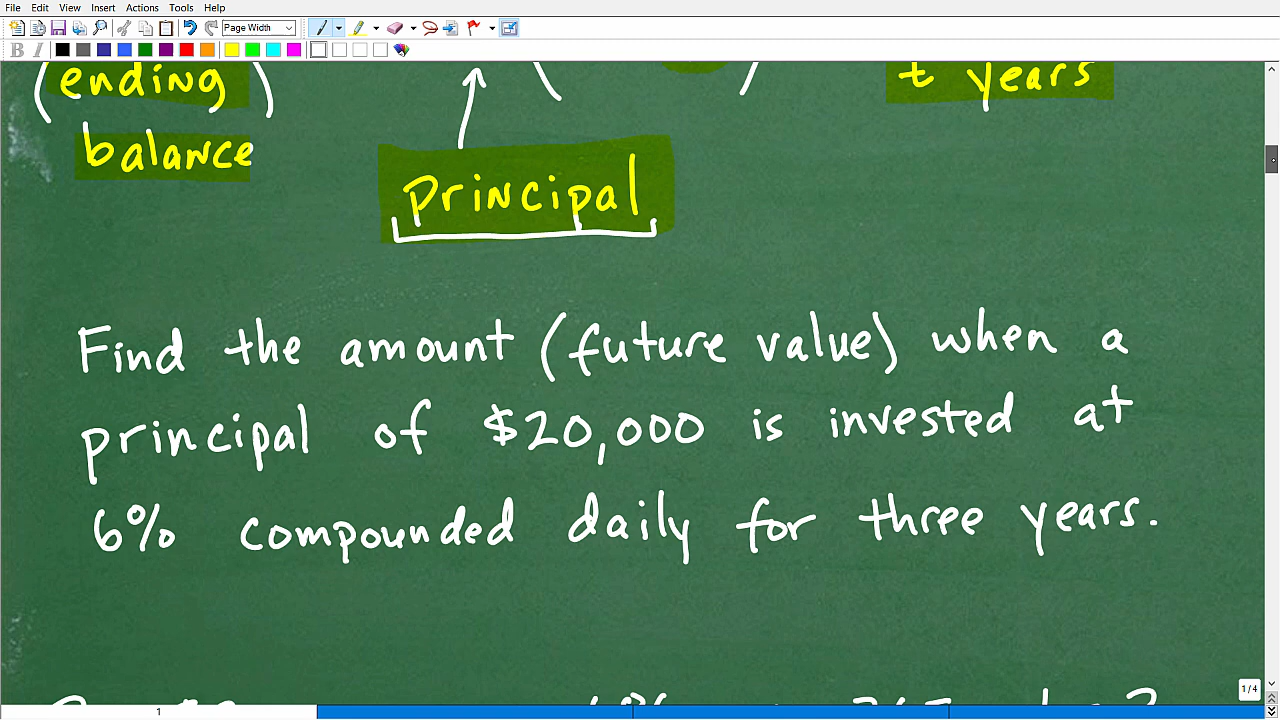 File Edit View Insert Actions Tools Help
Page Width
B I
(ending balance)
t years
principal
Find the amount (future value) when a
principal of $20,000 is invested at
6% compounded daily for three years.
1/4
1